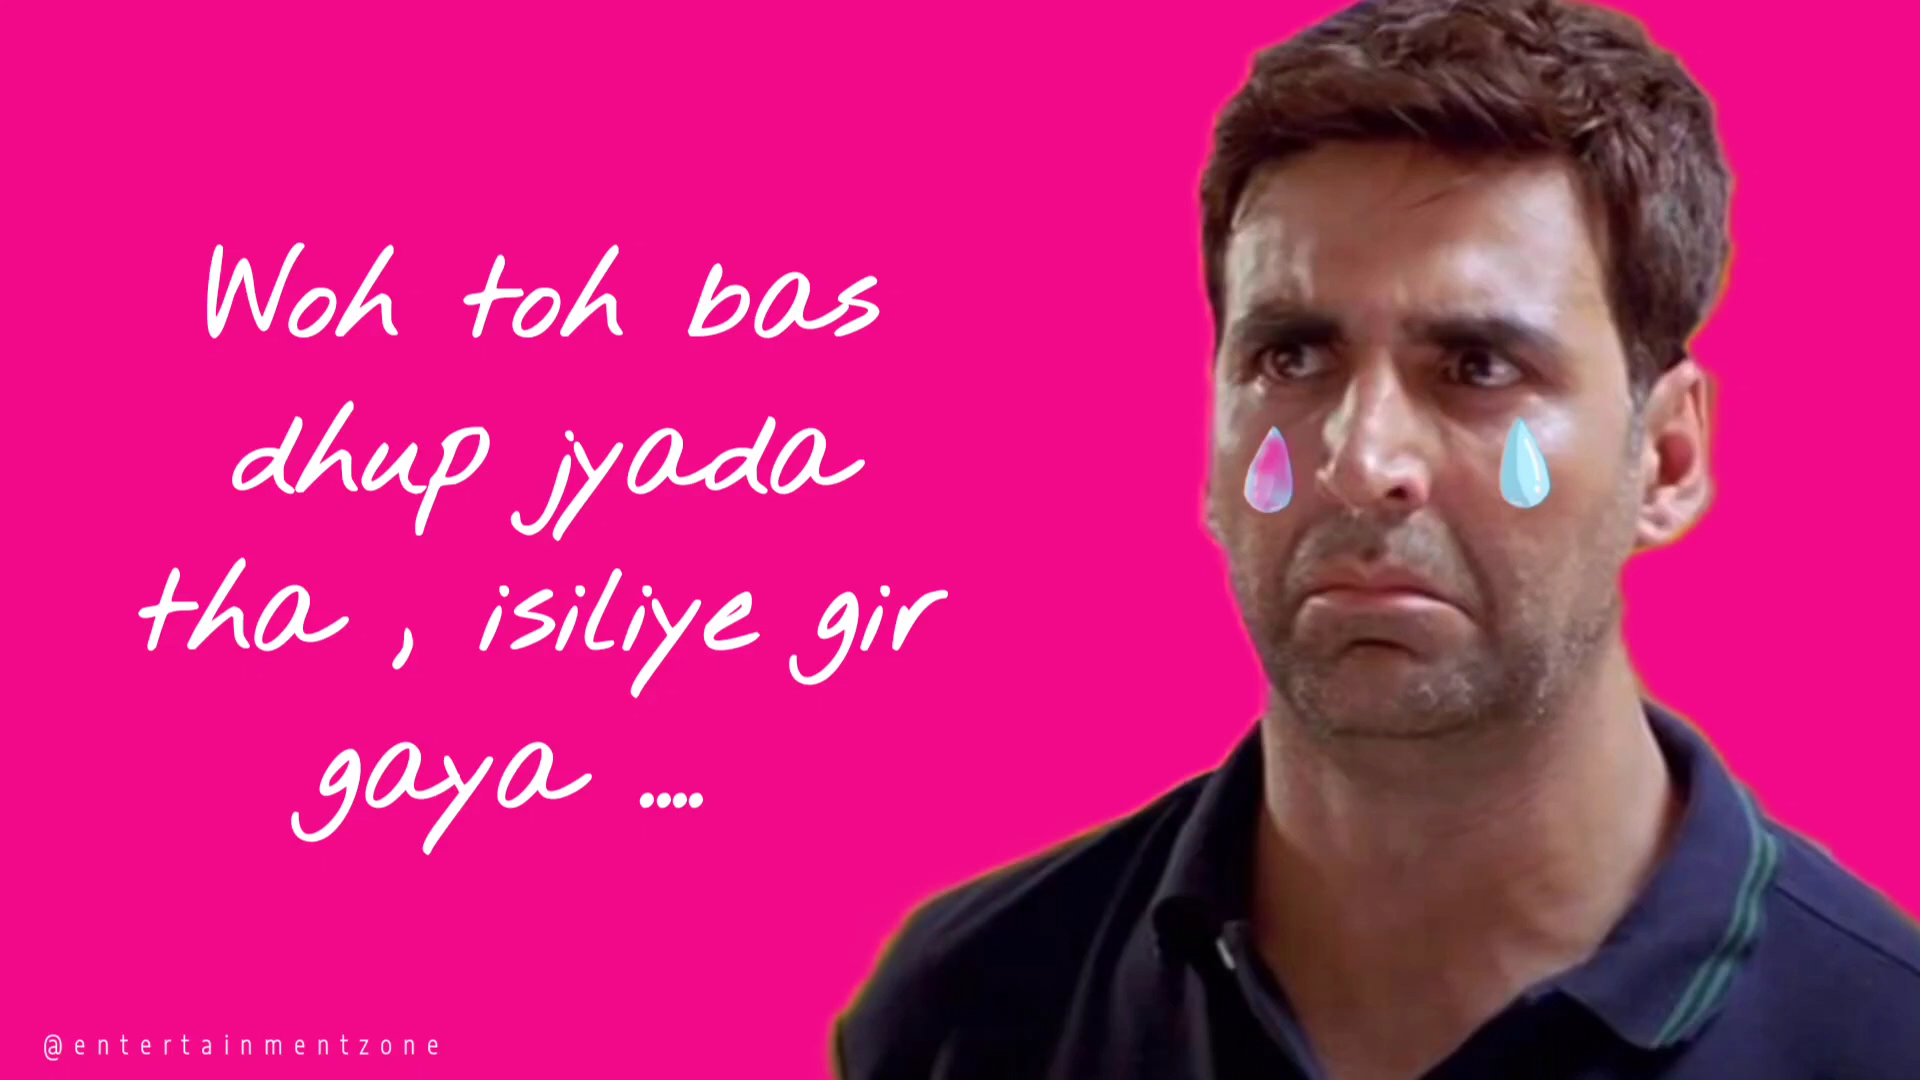 Woh toh bas
dhup jyada
tha , isiliye gir
gaya ....
@entertainmentzone